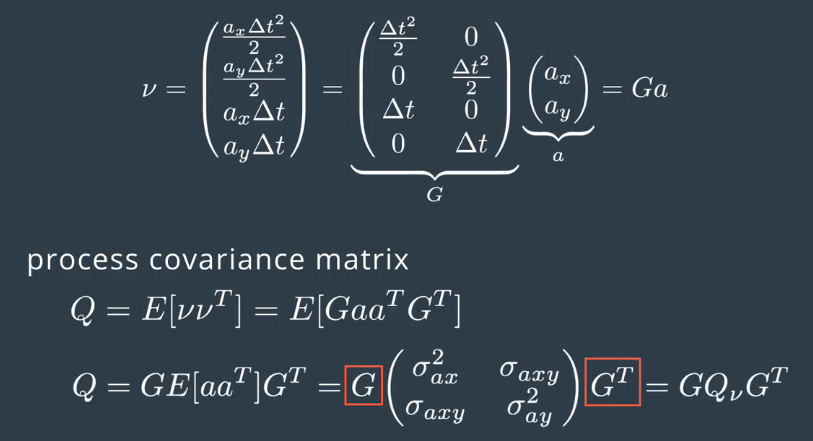 $\nu = \begin{pmatrix} \frac{a_x \Delta t^2}{2} \\ \frac{a_y \Delta t^2}{2} \\ a_x \Delta t \\ a_y \Delta t \end{pmatrix} = \underbrace{\begin{pmatrix} \frac{\Delta t^2}{2} & 0 \\ 0 & \frac{\Delta t^2}{2} \\ \Delta t & 0 \\ 0 & \Delta t \end{pmatrix}}_{G} \underbrace{\begin{pmatrix} a_x \\ a_y \end{pmatrix}}_{a} = Ga$
process covariance matrix
$Q = E[\nu\nu^T] = E[Gaa^TG^T]$
$Q = GE[aa^T]G^T = G \begin{pmatrix} \sigma_{ax}^2 & \sigma_{axy} \\ \sigma_{axy} & \sigma_{ay}^2 \end{pmatrix} G^T = GQ_\nu G^T$